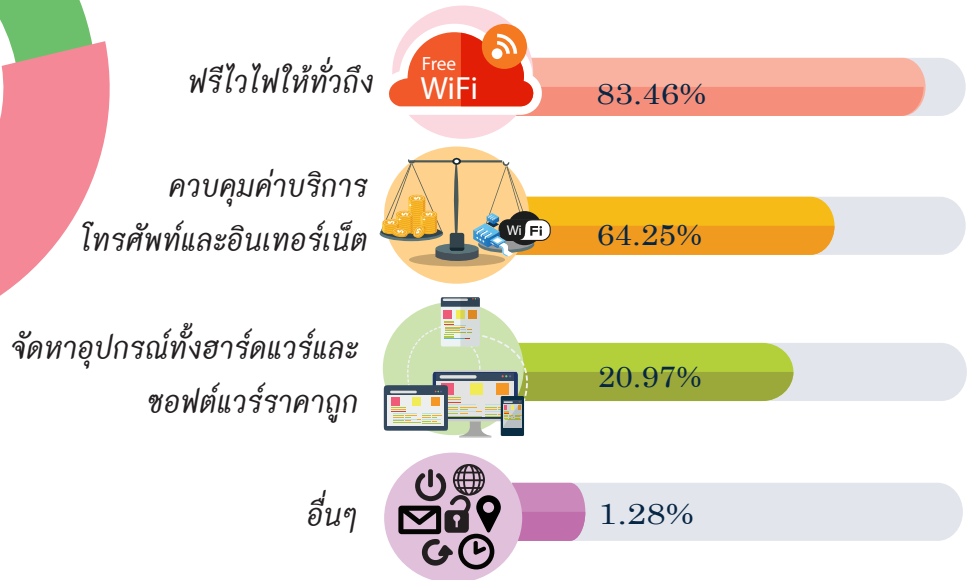 ฟรีไวไฟให้ทั่วถึง
Free
WiFi
83.46%
ควบคุมค่าบริการ
โทรศัพท์และอินเทอร์เน็ต
Wi Fi
64.25%
จัดหาอุปกรณ์ทั้งฮาร์ดแวร์และ
ซอฟต์แวร์ราคาถูก
20.97%
อื่นๆ
1.28%